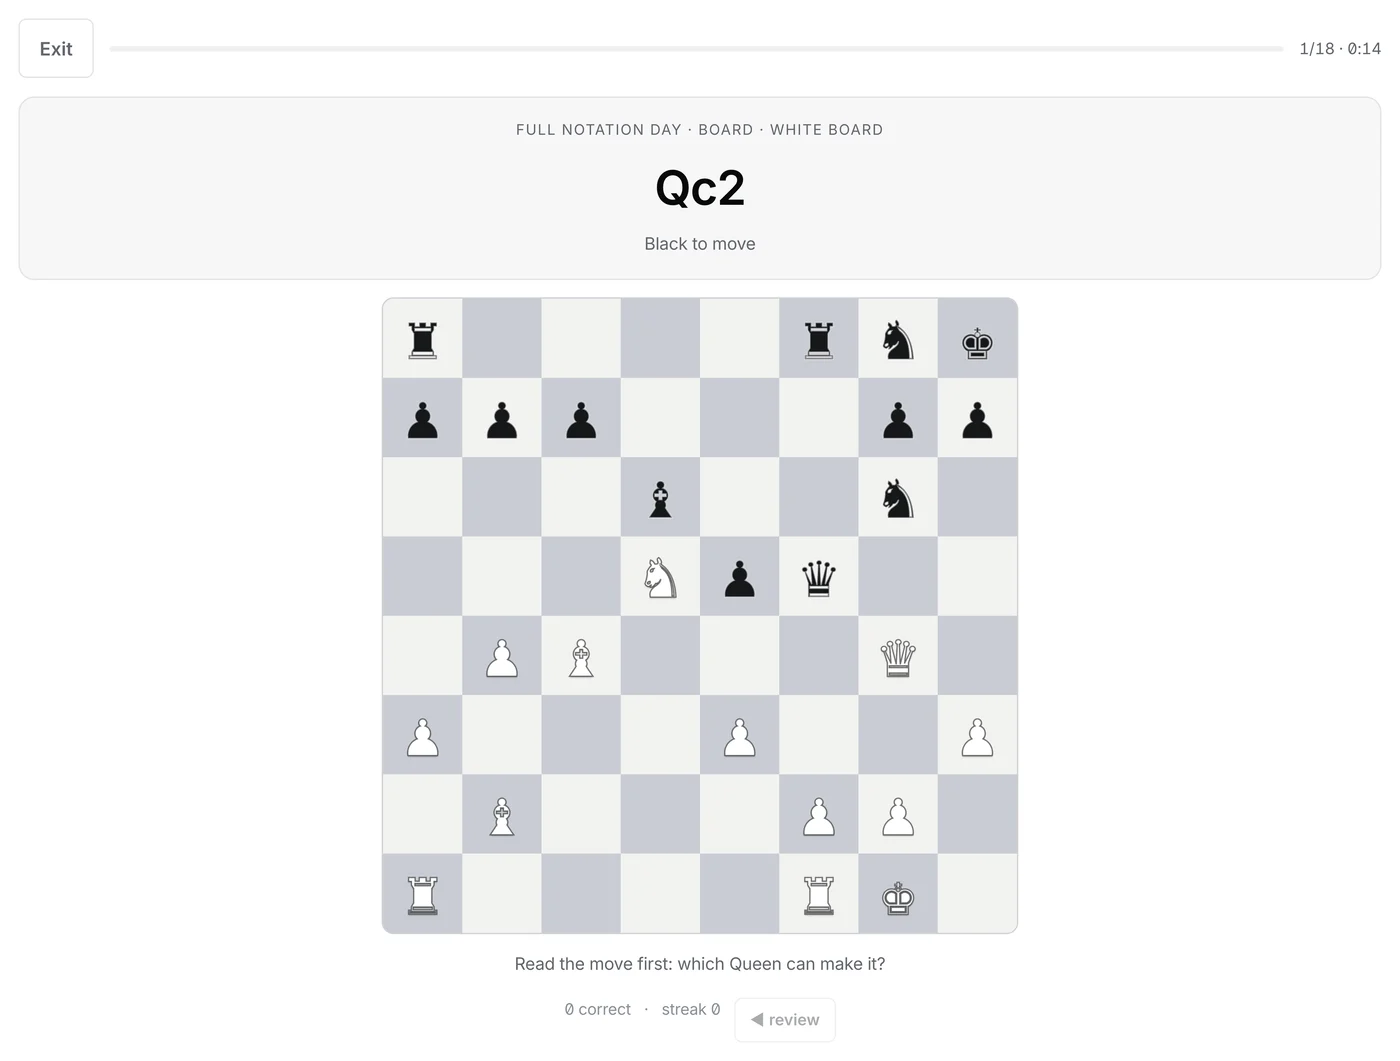 Exit
1/18 · 0:14
FULL NOTATION DAY · BOARD · WHITE BOARD
Qc2
Black to move
Read the move first: which Queen can make it?
0 correct · streak 0
◀ review